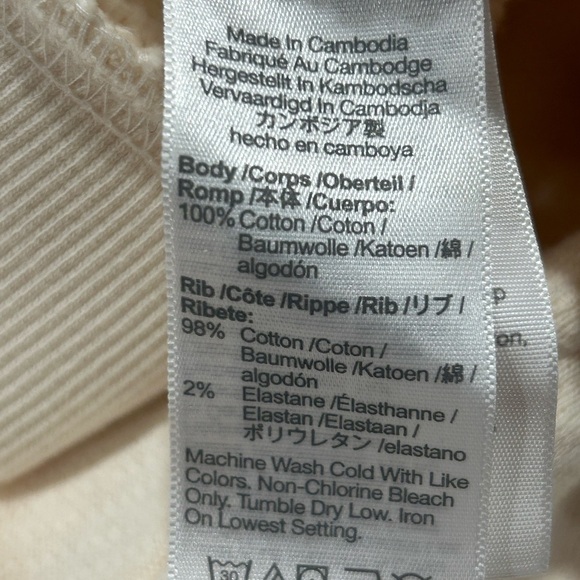 Made In Cambodia
Fabriqué Au Cambodge
Hergestellt In Kambodscha
Vervaardigd In Cambodja
カンボジア製
hecho en camboya
Body /Corps /Oberteil /
Romp /本体 /Cuerpo:
100% Cotton /Coton /
Baumwolle /Katoen /綿 /
algodón
Rib /Côte /Rippe /Rib /リブ /
Ribete:
98% Cotton /Coton /
Baumwolle /Katoen /綿 /
algodón
2% Elastane /Élasthanne /
Elastan /Elastaan /
ポリウレタン /elastano
Machine Wash Cold With Like
Colors. Non-Chlorine Bleach
Only. Tumble Dry Low. Iron
On Lowest Setting.
30